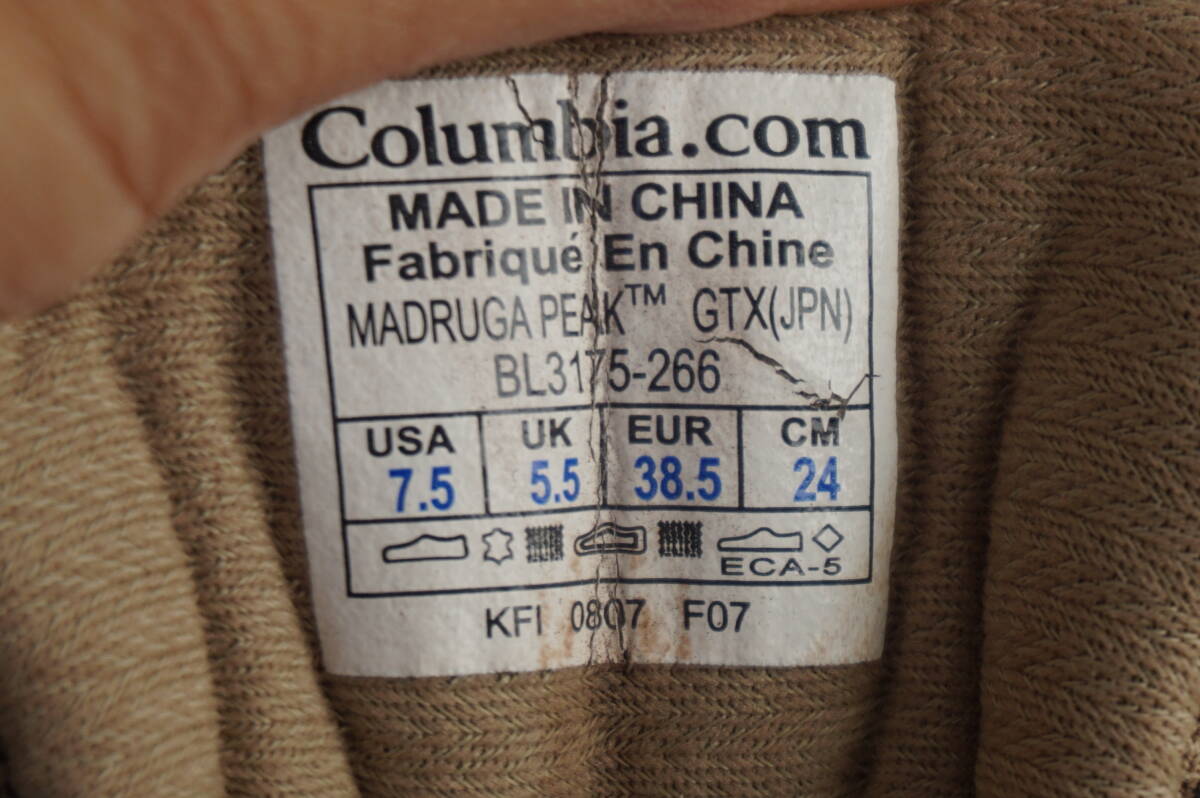 Columbia.com
MADE IN CHINA
Fabriqué En Chine
MADRUGA PEAK™ GTX(JPN)
BL3175-266
USA UK EUR CM
7.5 5.5 38.5 24
ECA-5
KFI 0807 F07